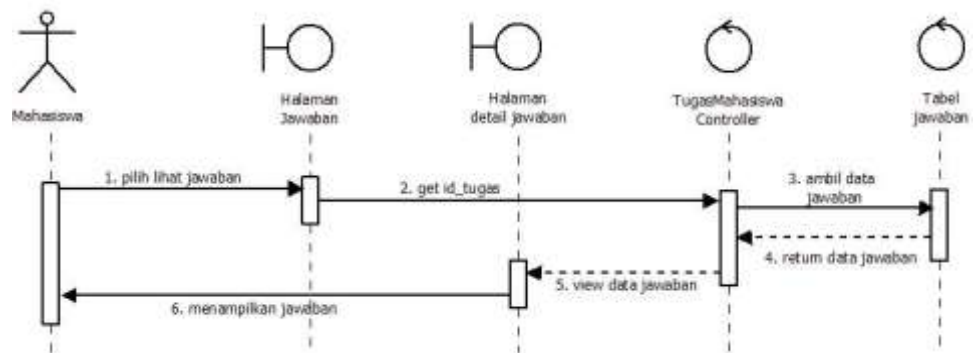 Mahasiswa
Halaman
Jawaban
Halaman
detail jawaban
TugasMahasiswa
Controller
Tabel
jawaban
1. pilih lihat jawaban
2. get id_tugas
3. ambil data
jawaban
4. return data jawaban
5. view data jawaban
6. menampilkan jawaban